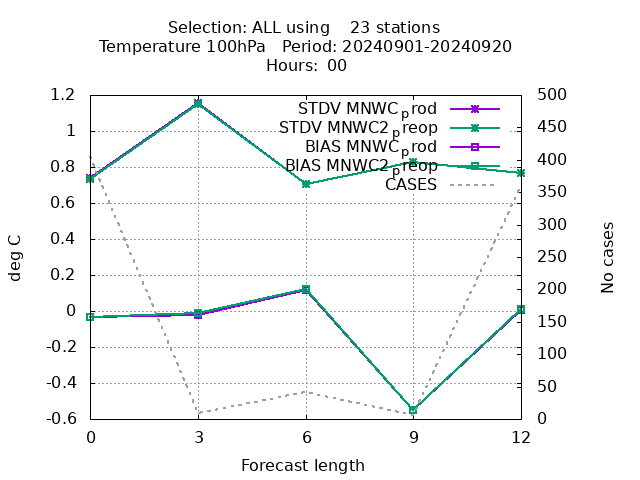 Selection: ALL using    23 stations
Temperature 100hPa   Period: 20240901-20240920
Hours:  00
1.2
1
0.8
0.6
0.4
0.2
0
-0.2
-0.4
-0.6
deg C
500
450
400
350
300
250
200
150
100
50
0
No cases
STDV MNWC_prod
STDV MNWC2_preop
BIAS MNWC_prod
BIAS MNWC2_preop
CASES
0 3 6 9 12
Forecast length